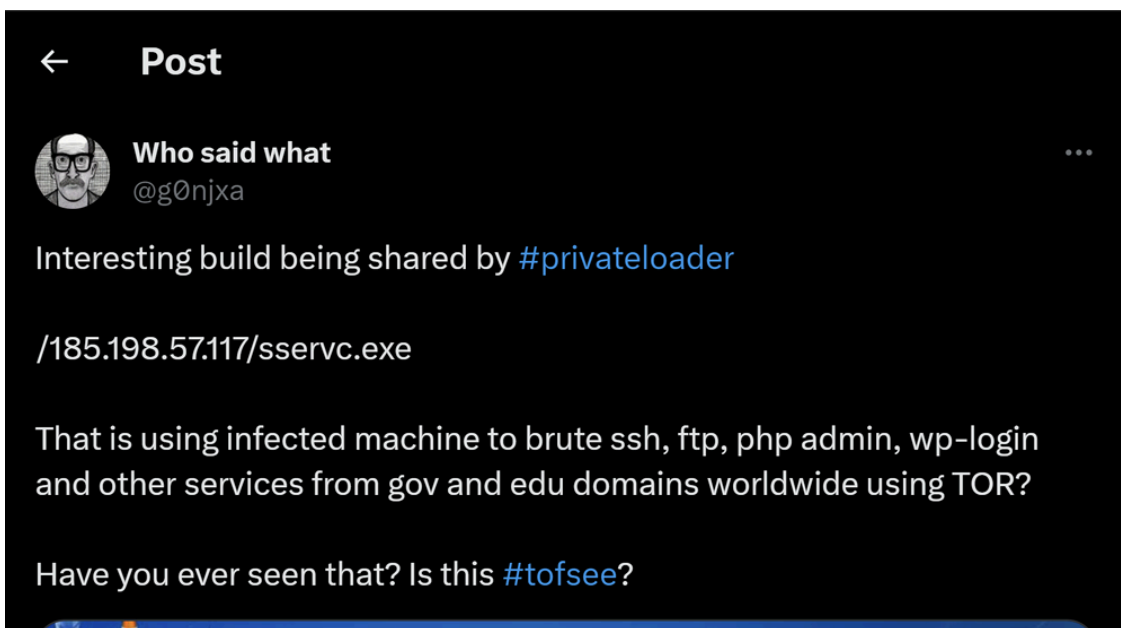 Post
Who said what
@g0njxa
Interesting build being shared by #privateloader
/185.198.57.117/sservc.exe
That is using infected machine to brute ssh, ftp, php admin, wp-login
and other services from gov and edu domains worldwide using TOR?
Have you ever seen that? Is this #tofsee?